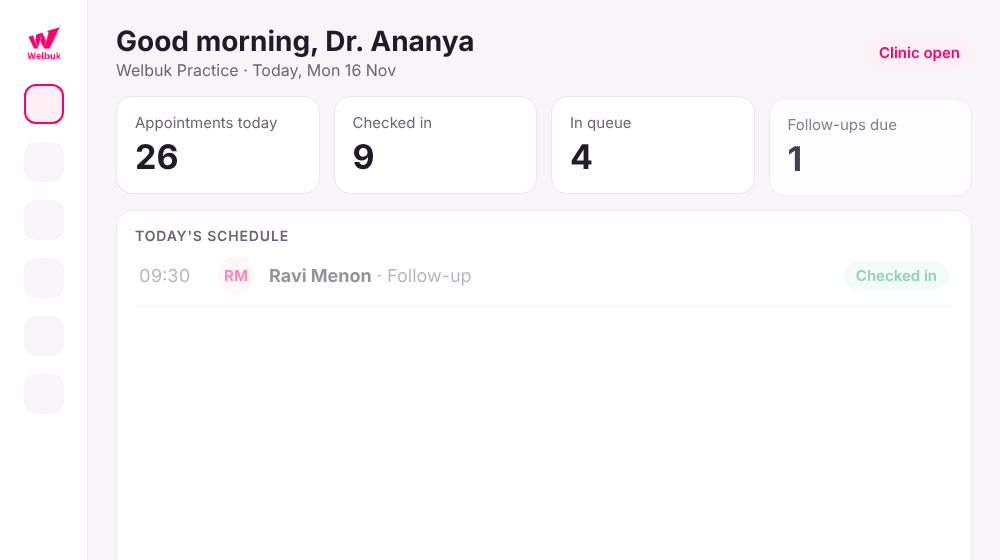 Welbuk
Good morning, Dr. Ananya
Welbuk Practice · Today, Mon 16 Nov
Clinic open
Appointments today
26
Checked in
9
In queue
4
Follow-ups due
1
TODAY'S SCHEDULE
09:30 RM Ravi Menon · Follow-up Checked in